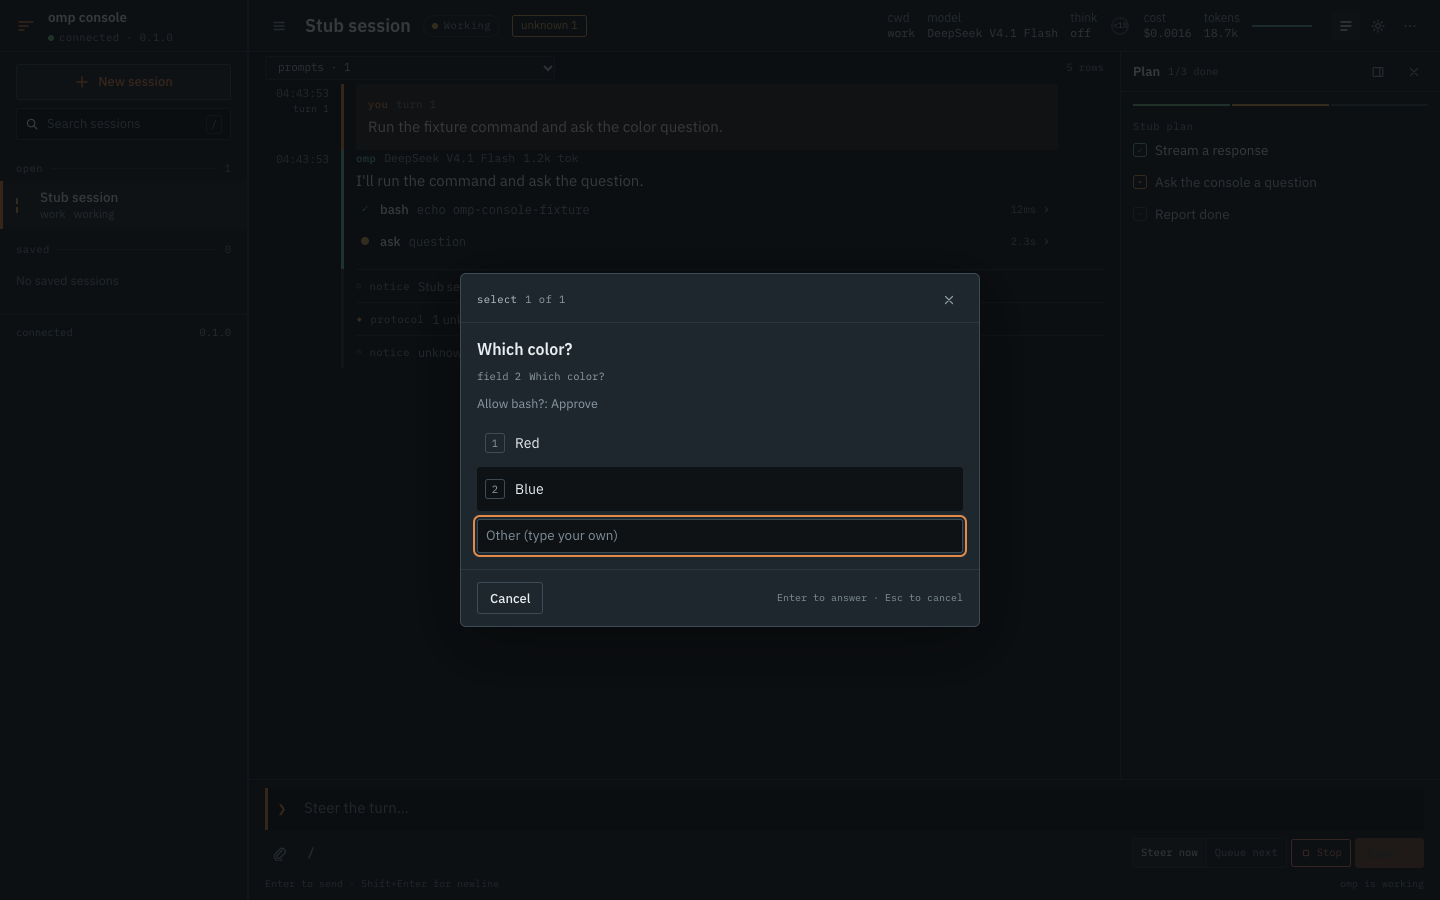 omp console
connected · 0.1.0
New session
Search sessions
/
open
1
Stub session
work working
saved
0
No saved sessions
connected
0.1.0
Stub session
Working
unknown 1
cwd
work
model
DeepSeek V4.1 Flash
think
off
cost
$0.0016
tokens
18.7k
prompts · 1
5 rows
04:43:53
turn 1
you turn 1
Run the fixture command and ask the color question.
04:43:53
omp DeepSeek V4.1 Flash 1.2k tok
I'll run the command and ask the question.
bash echo omp-console-fixture
12ms
ask question
2.3s
notice Stub se
protocol 1 un
notice unknow
select 1 of 1
Which color?
field 2 Which color?
Allow bash?: Approve
1 Red
2 Blue
Other (type your own)
Cancel
Enter to answer · Esc to cancel
Plan 1/3 done
Stub plan
Stream a response
Ask the console a question
Report done
Steer the turn...
/
Steer now
Queue next
Stop
Enter to send · Shift+Enter for newline
omp is working